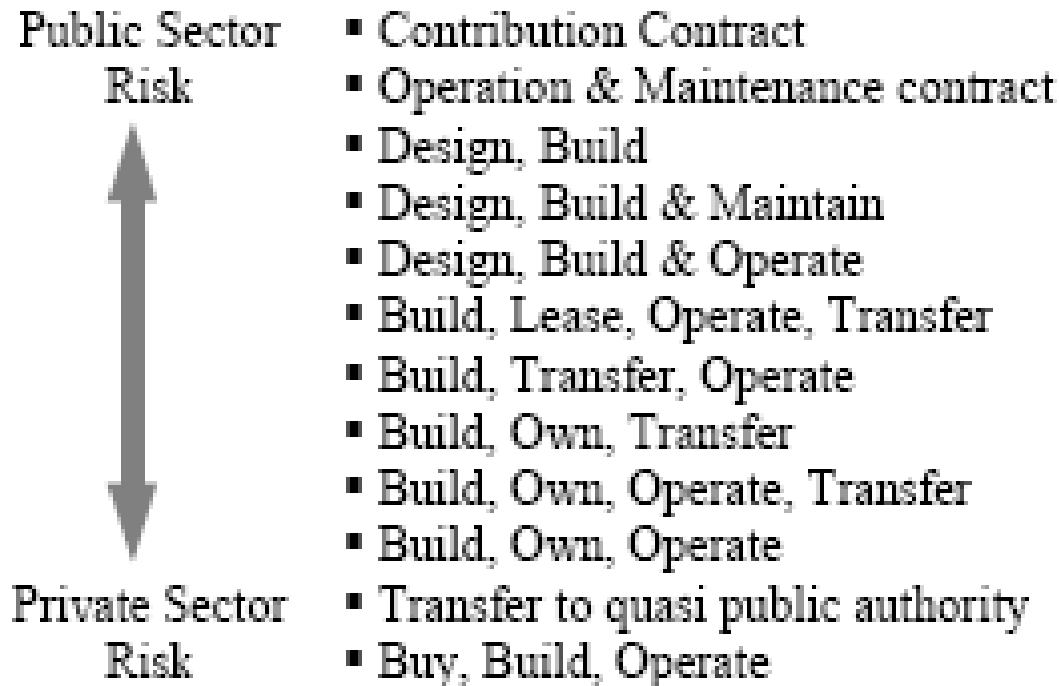 Public Sector ▪ Contribution Contract
Risk ▪ Operation & Maintenance contract
▪ Design, Build
▪ Design, Build & Maintain
▪ Design, Build & Operate
▪ Build, Lease, Operate, Transfer
▪ Build, Transfer, Operate
▪ Build, Own, Transfer
▪ Build, Own, Operate, Transfer
▪ Build, Own, Operate
Private Sector ▪ Transfer to quasi public authority
Risk ▪ Buy, Build, Operate